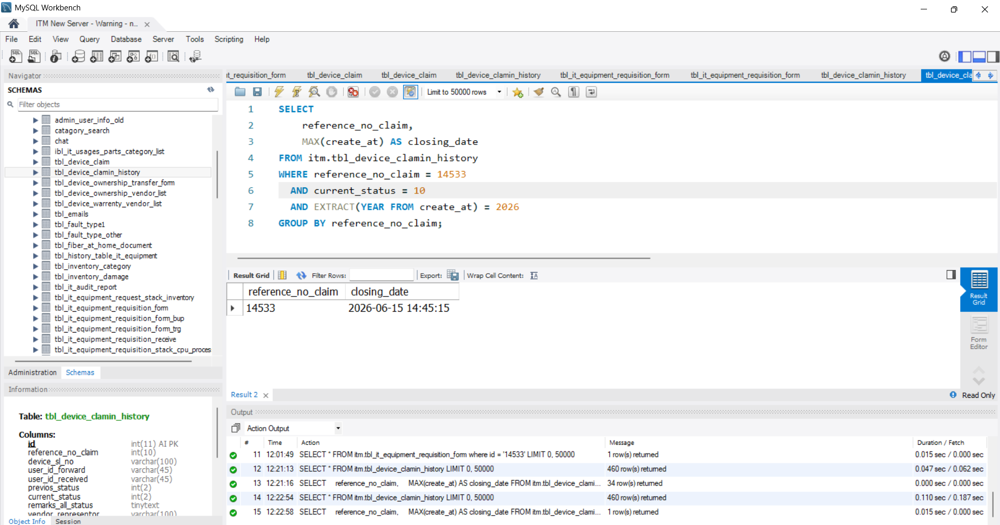 MySQL Workbench
ITM New Server - Warning - n...
File Edit View Query Database Server Tools Scripting Help
Navigator
SCHEMAS
Filter objects
admin_user_info_old
catagory_search
chat
ibl_it_usages_parts_category_list
tbl_device_claim
tbl_device_clamin_history
tbl_device_ownership_transfer_form
tbl_device_ownership_vendor_list
tbl_device_warrenty_vendor_list
tbl_emails
tbl_fault_type1
tbl_fault_type_other
tbl_fiber_at_home_document
tbl_history_table_it_equipment
tbl_inventory_category
tbl_inventory_damage
tbl_it_audit_report
tbl_it_equipment_request_stack_inventory
tbl_it_equipment_requisition_form
tbl_it_equipment_requisition_form_bup
tbl_it_equipment_requisition_form_trg
tbl_it_equipment_requisition_receive
tbl_it_equipment_requisition_stack_cpu_proces
Administration Schemas
Information
Table: tbl_device_clamin_history
Columns:
id int(11) AI PK
reference_no_claim int(10)
device_sl_no varchar(100)
user_id_forward varchar(45)
user_id_received varchar(45)
previos_status int(2)
current_status int(2)
remarks_all_status tinytext
vendor_representor varchar(100)
Object Info Session
it_requisition_form tbl_device_claim tbl_device_claim tbl_device_clamin_history tbl_it_equipment_requisition_form tbl_it_equipment_requisition_form tbl_device_clamin_history tbl_device_cla
Limit to 50000 rows
1 SELECT
2 reference_no_claim,
3 MAX(create_at) AS closing_date
4 FROM itm.tbl_device_clamin_history
5 WHERE reference_no_claim = 14533
6 AND current_status = 10
7 AND EXTRACT(YEAR FROM create_at) = 2026
8 GROUP BY reference_no_claim;
Result Grid Filter Rows: Export: Wrap Cell Content:
reference_no_claim closing_date
14533 2026-06-15 14:45:15
Result Grid
Form Editor
Result 2
Read Only
Output
Action Output
# Time Action Message Duration / Fetch
11 12:01:49 SELECT * FROM itm.tbl_it_equipment_requisition_form where id = '14533' LIMIT 0, 50000 1 row(s) returned 0.015 sec / 0.000 sec
12 12:21:13 SELECT * FROM itm.tbl_device_clamin_history LIMIT 0, 50000 460 row(s) returned 0.047 sec / 0.062 sec
13 12:21:16 SELECT reference_no_claim, MAX(create_at) AS closing_date FROM itm.tbl_device_clami... 34 row(s) returned 0.000 sec / 0.000 sec
14 12:22:54 SELECT * FROM itm.tbl_device_clamin_history LIMIT 0, 50000 460 row(s) returned 0.110 sec / 0.187 sec
15 12:22:58 SELECT reference_no_claim, MAX(create_at) AS closing_date FROM itm.tbl_device_clami... 1 row(s) returned 0.015 sec / 0.000 sec